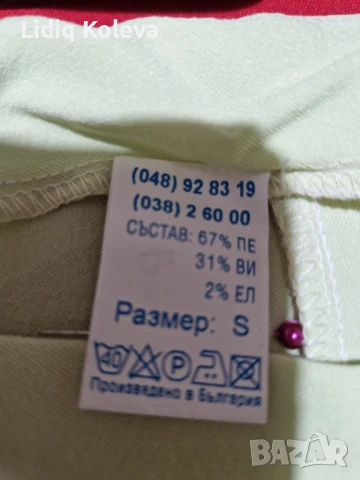 Lidiq Koleva
(048) 92 83 19
(038) 2 60 00
СЪСТАВ: 67% ПЕ
31% ВИ
2% ЕЛ
Размер: S
40 P
Произведено в България
BAZAR